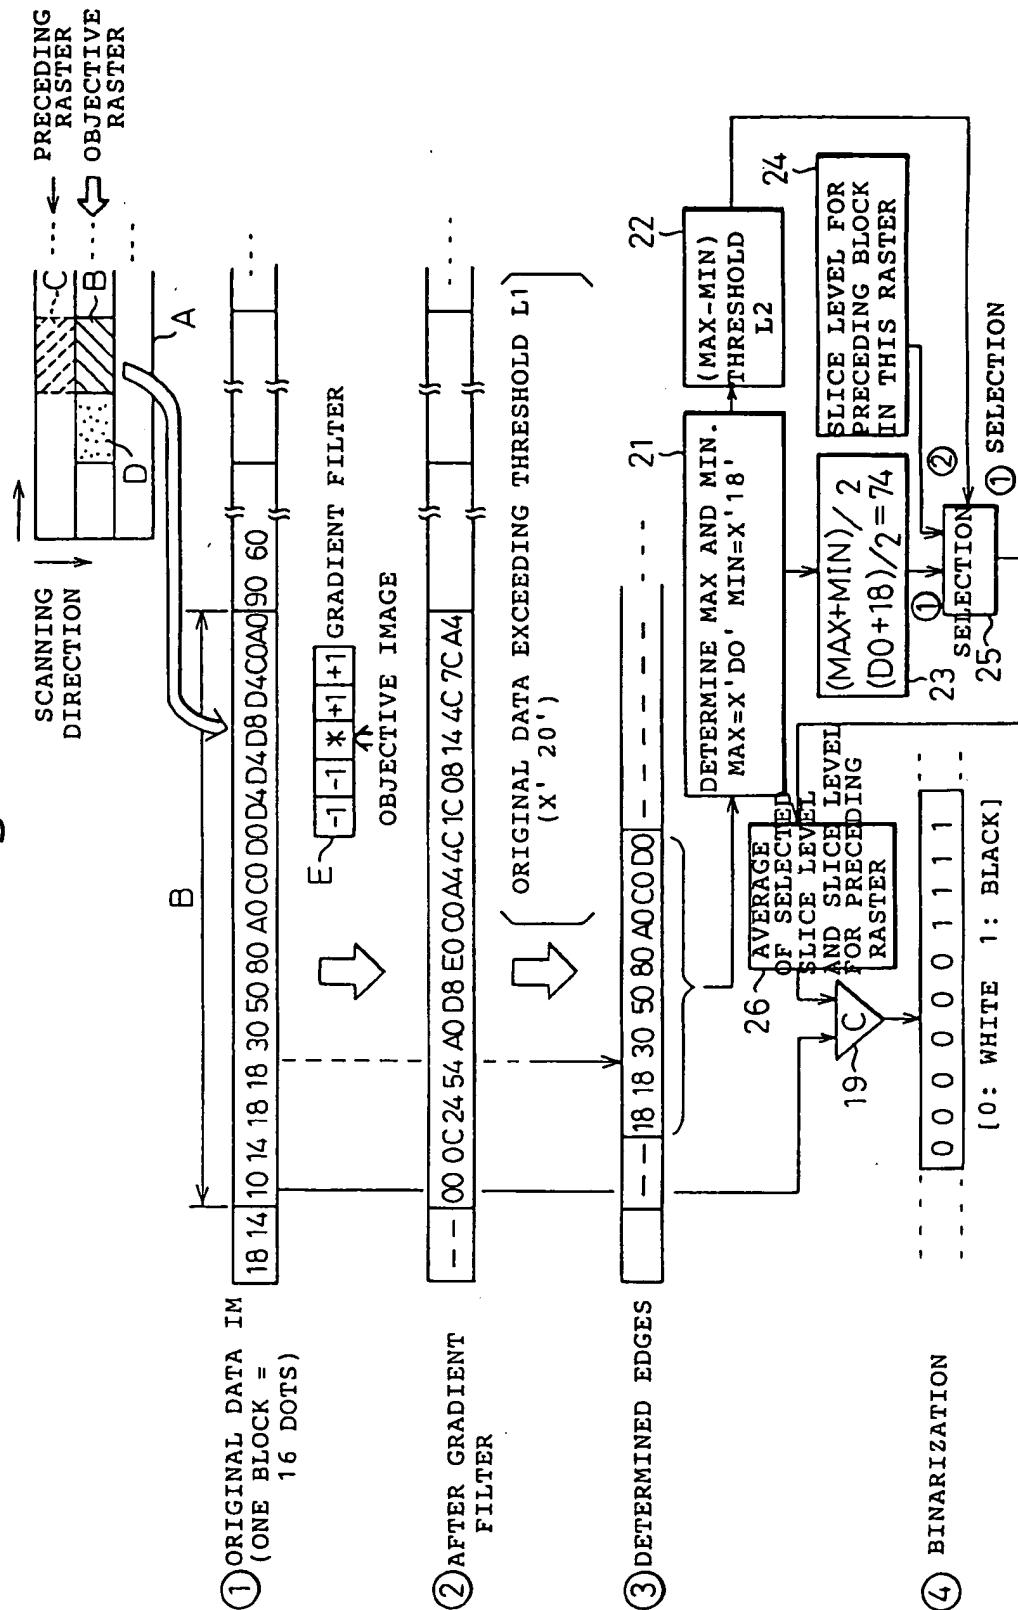 SCANNING
DIRECTION
PRECEDING
RASTER
OBJECTIVE
RASTER
C
B
A
D
① ORIGINAL DATA IM
(ONE BLOCK =
16 DOTS)
B
18 14 10 14 18 18 30 50 80 A0 C0 D0 D4 D4 D8 D4 C0 A0 90 60
E
-1 -1 * +1 +1 GRADIENT FILTER
OBJECTIVE IMAGE
② AFTER GRADIENT
FILTER
— — 00 0C 24 54 A0 D8 E0 C0 A4 4C 1C 08 14 4C 7C A4
ORIGINAL DATA EXCEEDING THRESHOLD L1
(X' 20')
③ DETERMINED EDGES
— — 18 18 30 50 80 A0 C0 D0 — — — — — —
21
DETERMINE MAX AND MIN.
MAX=X'D0' MIN=X'18'
22
(MAX-MIN)
THRESHOLD
L2
23
(MAX+MIN)/2
(D0+18)/2=74
24
SLICE LEVEL FOR
PRECEDING BLOCK
IN THIS RASTER
①
②
25
SELECTION
① SELECTION
26
AVERAGE
OF SELECTED
SLICE LEVEL
AND SLICE LEVEL
FOR PRECEDING
RASTER
C
19
④ BINARIZATION
0 0 0 0 0 0 1 1 1 1
[0: WHITE 1: BLACK]